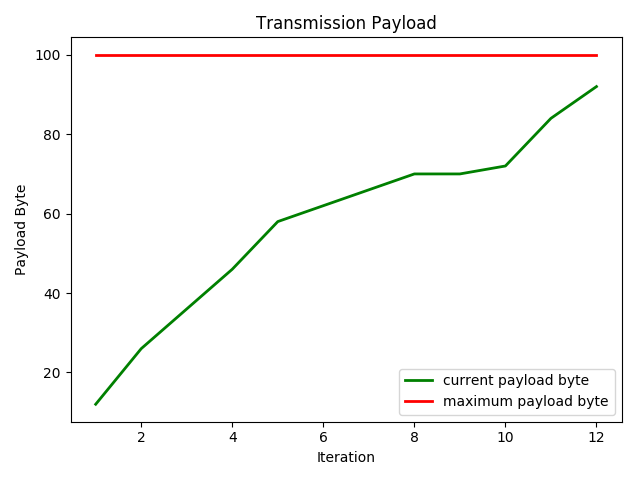 Transmission Payload
Payload Byte
100
80
60
40
20
current payload byte
maximum payload byte
2 4 6 8 10 12
Iteration